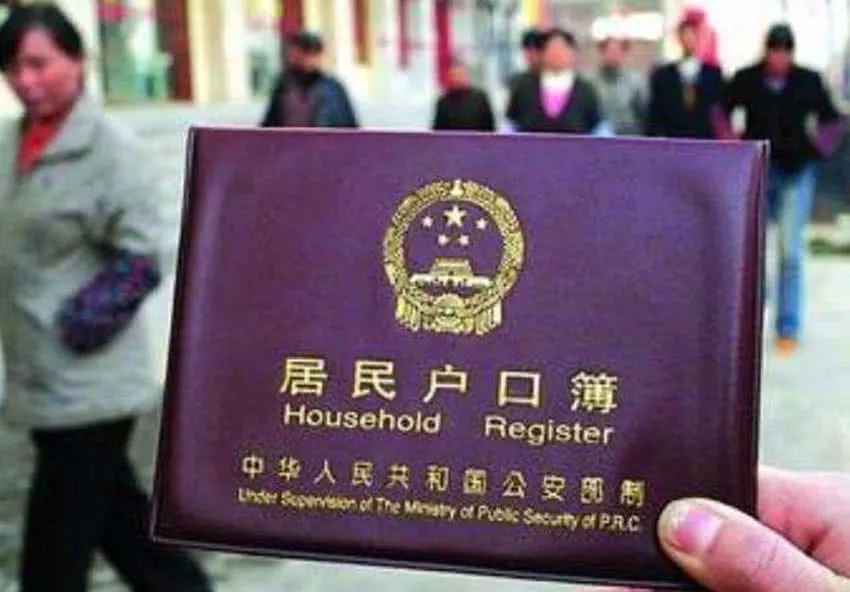 居民户口簿
Household Register
中华人民共和国公安部制
Under Supervision of The Ministry of Public Security of P.R.C.